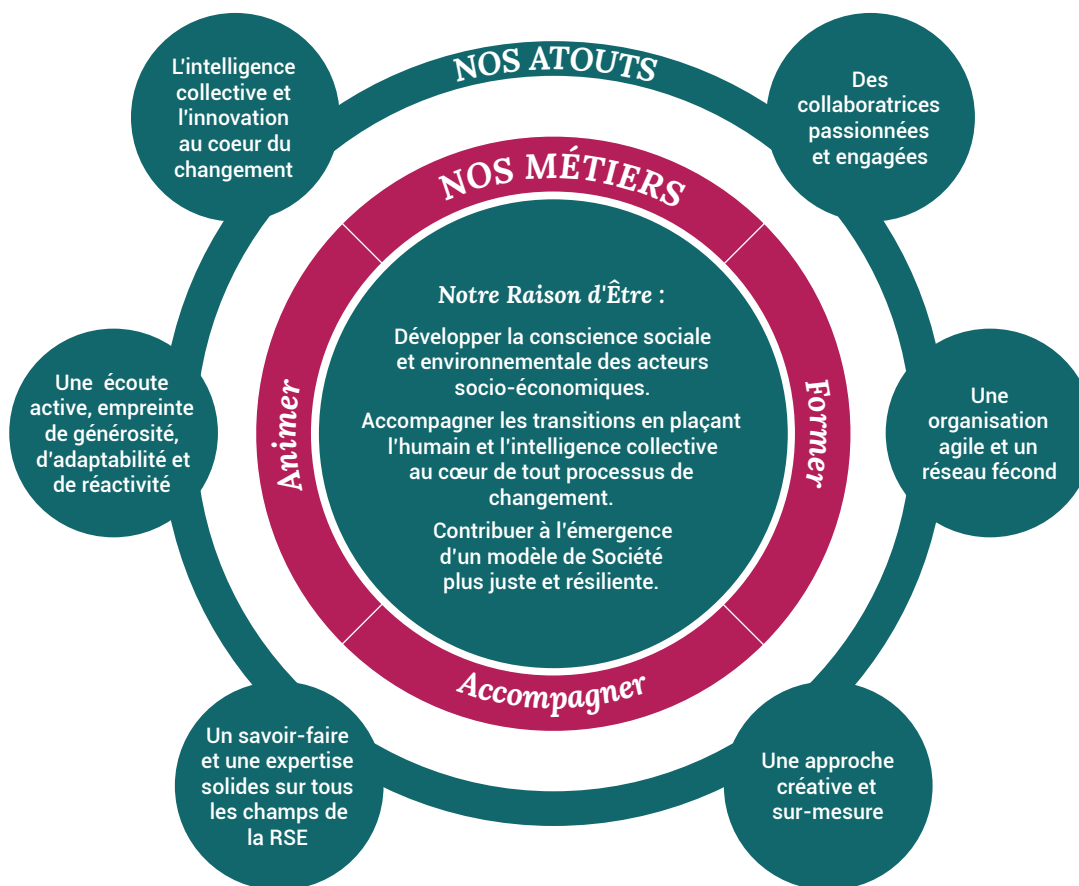 NOS ATOUTS
L'intelligence
collective et
l'innovation
au coeur du
changement
Des
collaboratrices
passionnées
et engagées
NOS MÉTIERS
Notre Raison d'Être :
Développer la conscience sociale
et environnementale des acteurs
socio-économiques.
Accompagner les transitions en plaçant
l'humain et l'intelligence collective
au cœur de tout processus de
changement.
Contribuer à l'émergence
d'un modèle de Société
plus juste et résiliente.
Animer
Former
Accompagner
Une écoute
active, empreinte
de générosité,
d'adaptabilité et
de réactivité
Une
organisation
agile et un
réseau fécond
Un savoir-faire
et une expertise
solides sur tous
les champs de
la RSE
Une approche
créative et
sur-mesure